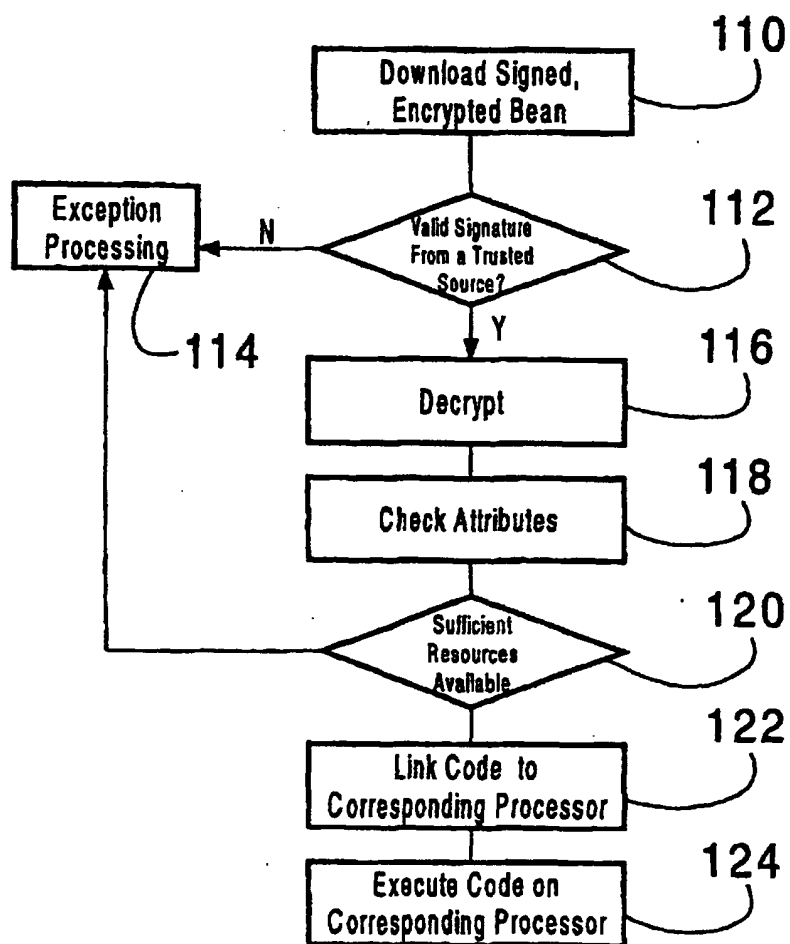 110
Download Signed,
Encrypted Bean
Exception
Processing
N
Valid Signature
From a Trusted
Source?
112
114
Y
116
Decrypt
118
Check Attributes
120
Sufficient
Resources
Available
122
Link Code to
Corresponding Processor
124
Execute Code on
Corresponding Processor